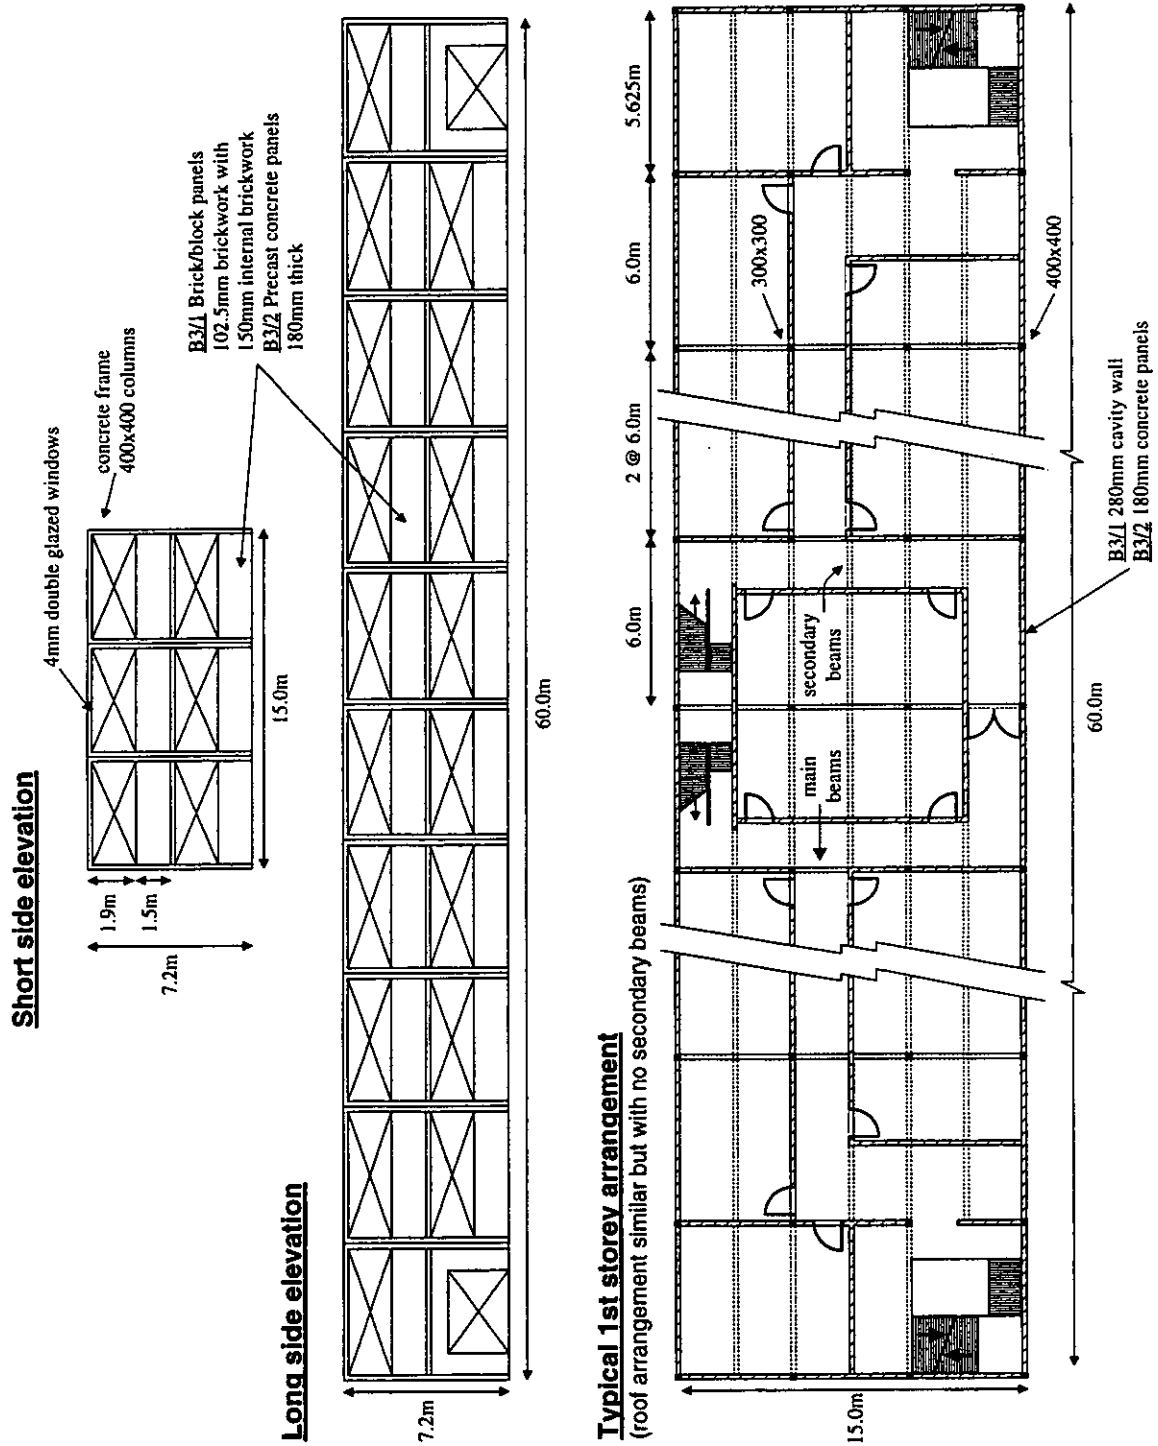 Short side elevation
4mm double glazed windows
concrete frame
400x400 columns
1.9m
1.5m
7.2m
15.0m
B3/1 Brick/block panels
102.5mm brickwork with
150mm internal brickwork
B3/2 Precast concrete panels
180mm thick
Long side elevation
7.2m
60.0m
Typical 1st storey arrangement
(roof arrangement similar but with no secondary beams)
6.0m
2 @ 6.0m
6.0m
5.625m
main
beams
secondary
beams
300x300
400x400
15.0m
60.0m
B3/1 280mm cavity wall
B3/2 180mm concrete panels